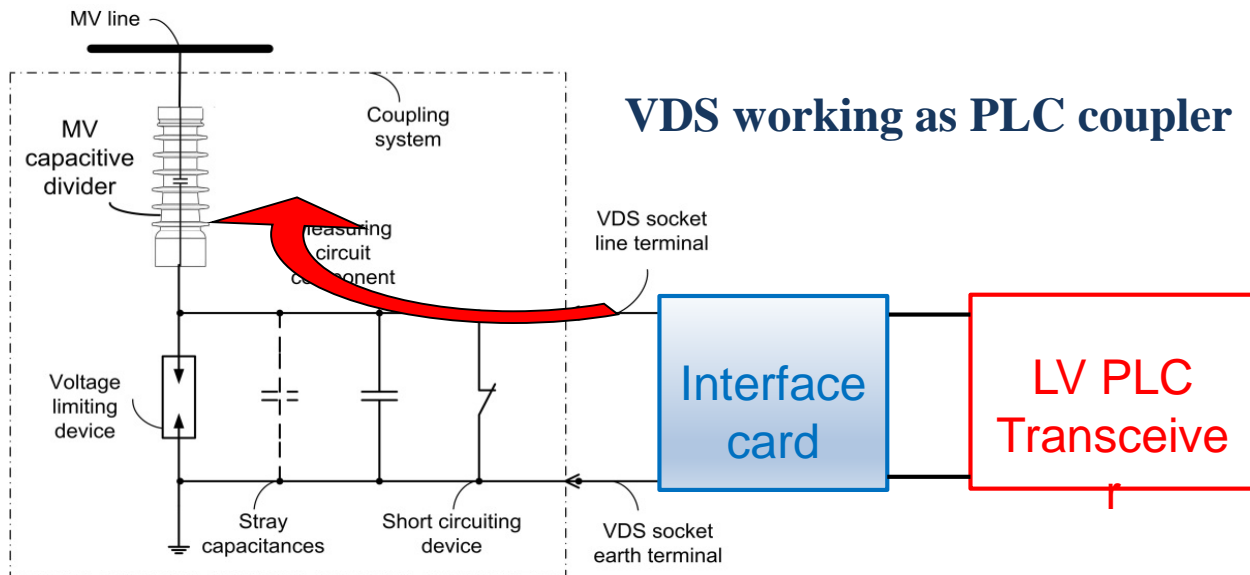 MV line
Coupling
system
VDS working as PLC coupler
MV
capacitive
divider
VDS socket
line terminal
circuit
Interface
card
LV PLC
Transceive
r
Voltage
limiting
device
Stray
capacitances
Short circuiting
device
VDS socket
earth terminal